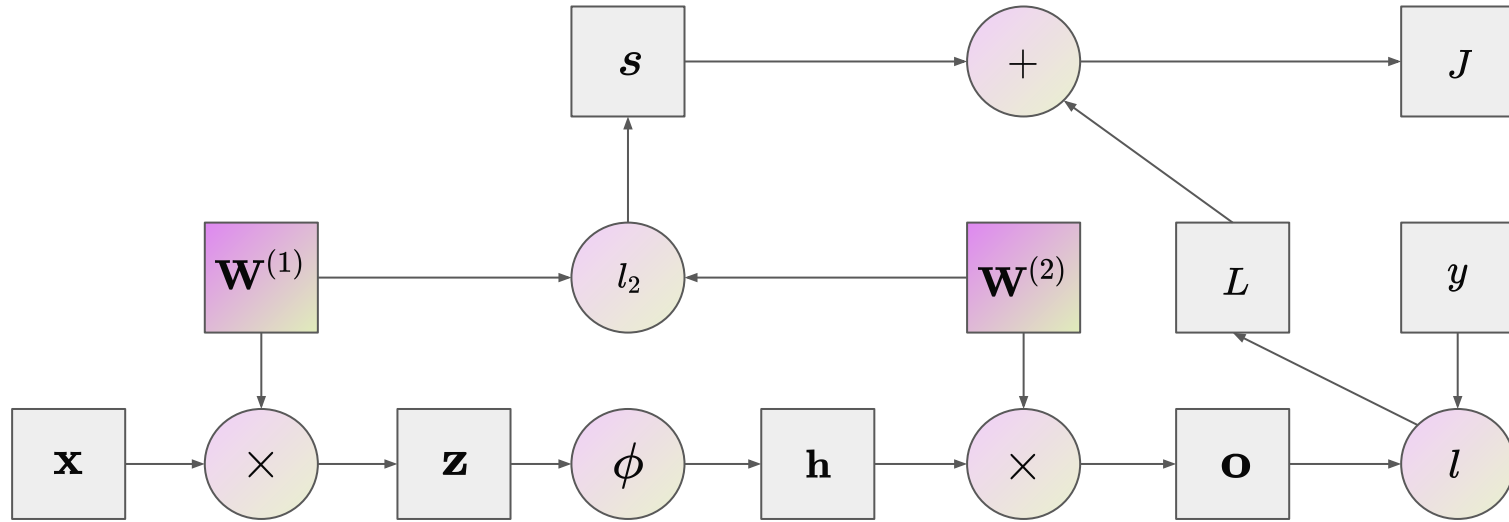 s + J
W^(1) l₂ W^(2) L y
x × z ϕ h × o l